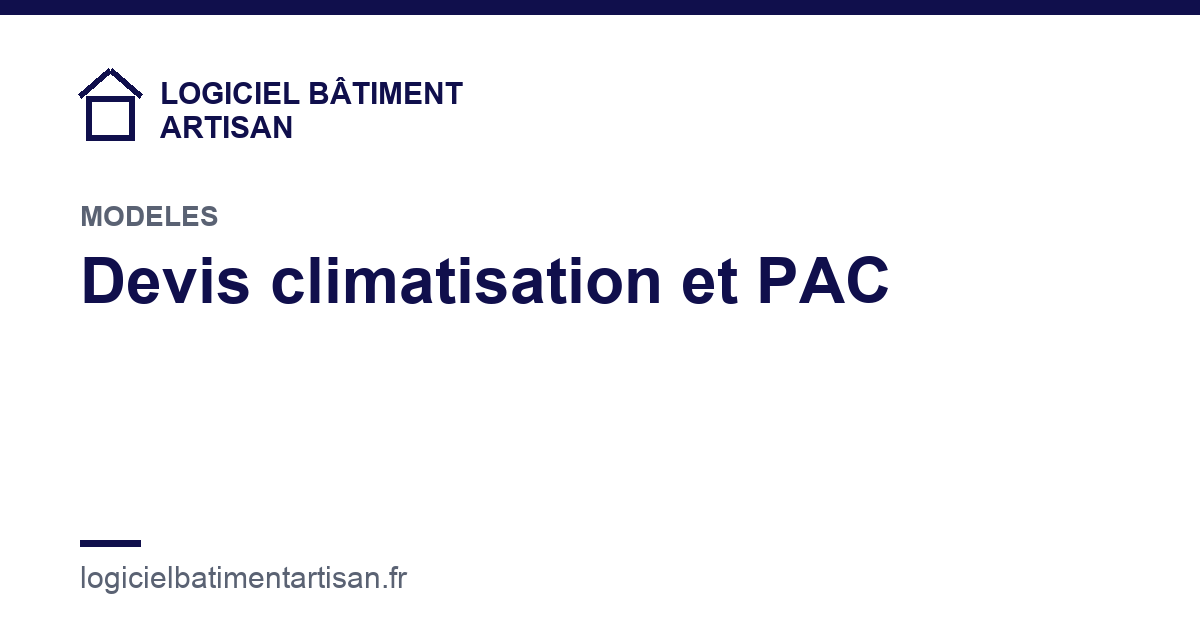 LOGICIEL BÂTIMENT
ARTISAN
MODELES
Devis climatisation et PAC
logicielbatimentartisan.fr